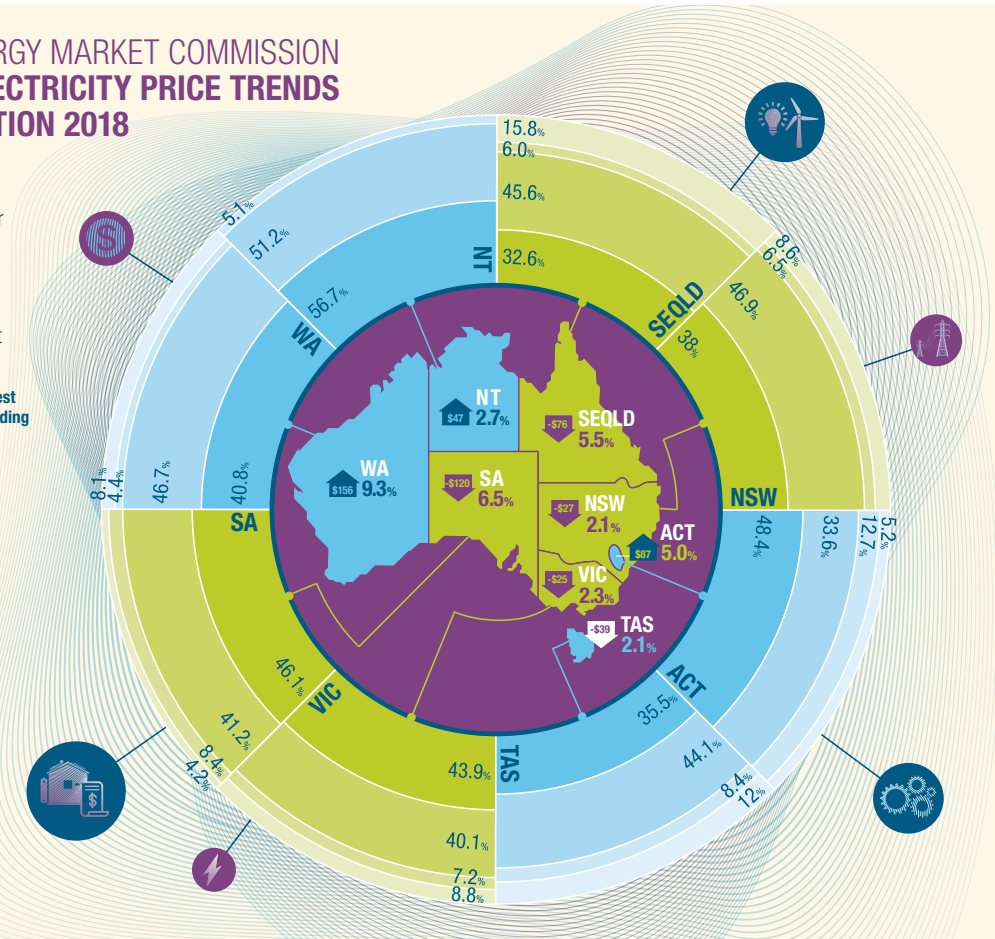 RGY MARKET COMMISSION
ECTRICITY PRICE TRENDS
TION 2018
r
t
est
ding
$
15.8%
6.0%
45.6%
32.6%
SEQLD
8.6%
6.5%
46.9%
38%
NSW
5.2%
12.7%
33.6%
48.4%
ACT
12%
8.4%
44.1%
35.5%
TAS
43.9%
40.1%
7.2%
8.8%
VIC
46.1%
41.2%
8.4%
4.2%
SA
40.8%
46.7%
4.4%
8.1%
WA
56.7%
51.2%
5.1%
NT
NT
$47 2.7%
-$76 SEQLD
5.5%
WA
$156 9.3%
-$120 SA
6.5%
-$27 NSW
2.1%
ACT
$87 5.0%
-$25 VIC
2.3%
-$39 TAS
2.1%
$